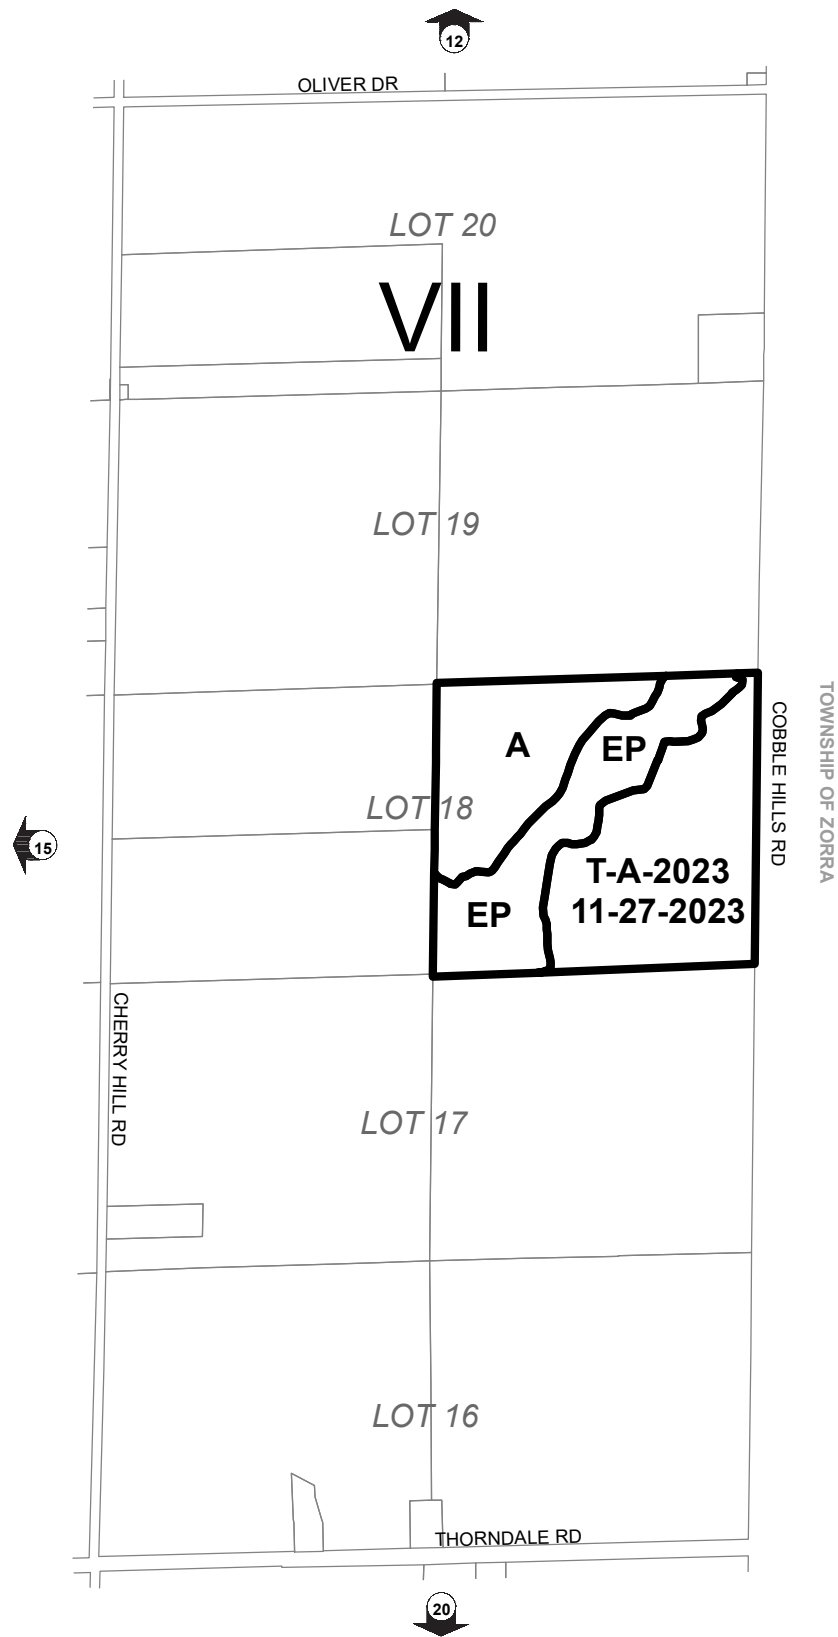 12
OLIVER DR
LOT 20
VII
LOT 19
A
EP
COBBLE HILLS RD
TOWNSHIP OF ZORRA
LOT 18
15
T-A-2023
11-27-2023
EP
CHERRY HILL RD
LOT 17
LOT 16
THORNDALE RD
20